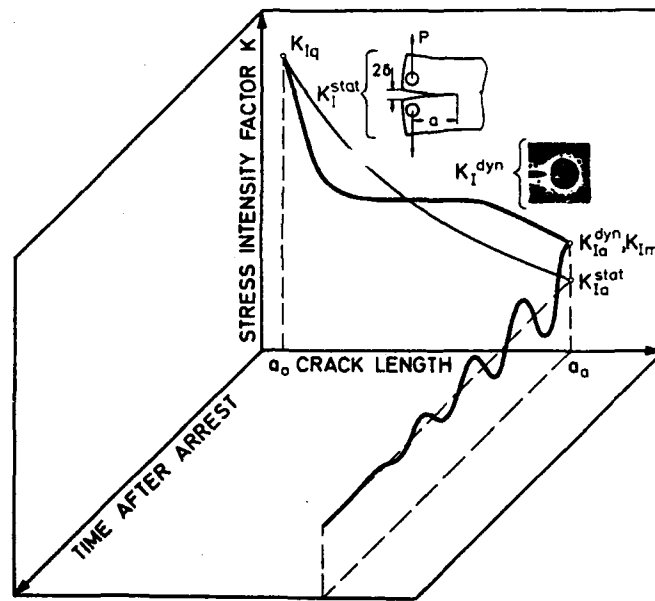 STRESS INTENSITY FACTOR K
K_Iq
K_I^stat
P
2δ
a
K_I^dyn
K_Ia^dyn, K_Im
K_Ia^stat
a_o CRACK LENGTH a_a
TIME AFTER ARREST